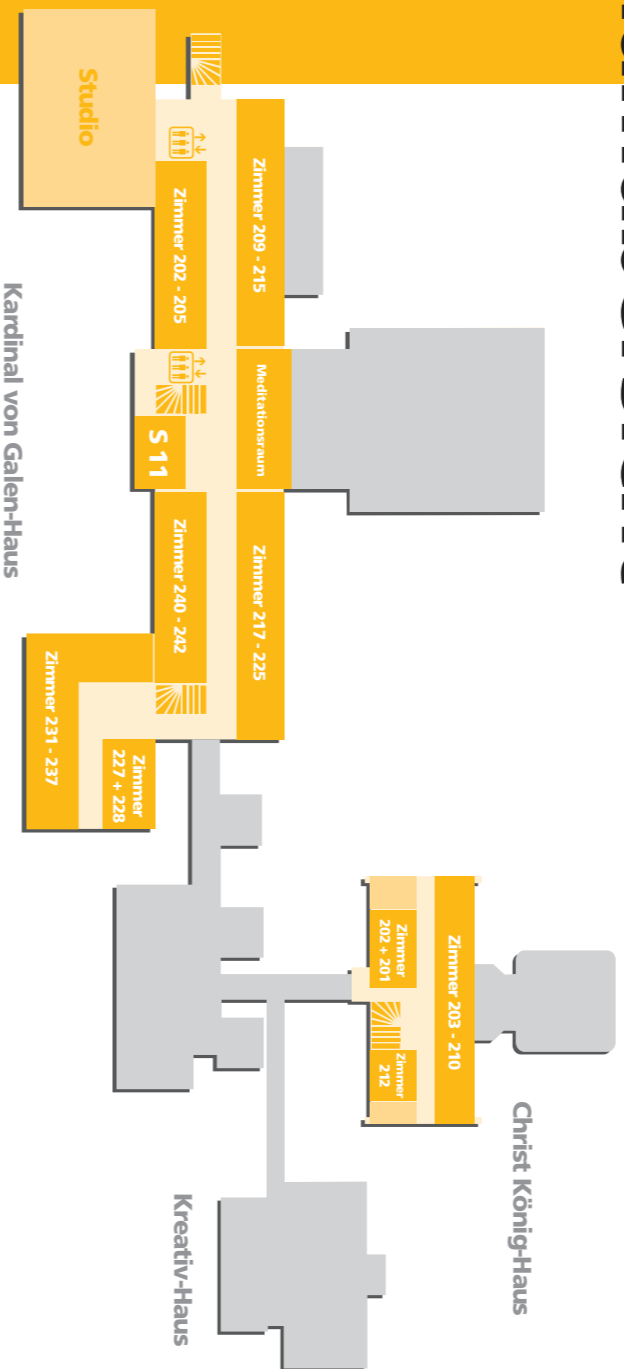 Studio
Zimmer 202 - 205
Zimmer 209 - 215
Meditationsraum
S 11
Kardinal von Galen-Haus
Zimmer 240 - 242
Zimmer 217 - 225
Zimmer 231 - 237
Zimmer
227 + 228
Zimmer
202 + 201
Zimmer 203 - 210
Zimmer
212
Christ König-Haus
Kreativ-Haus